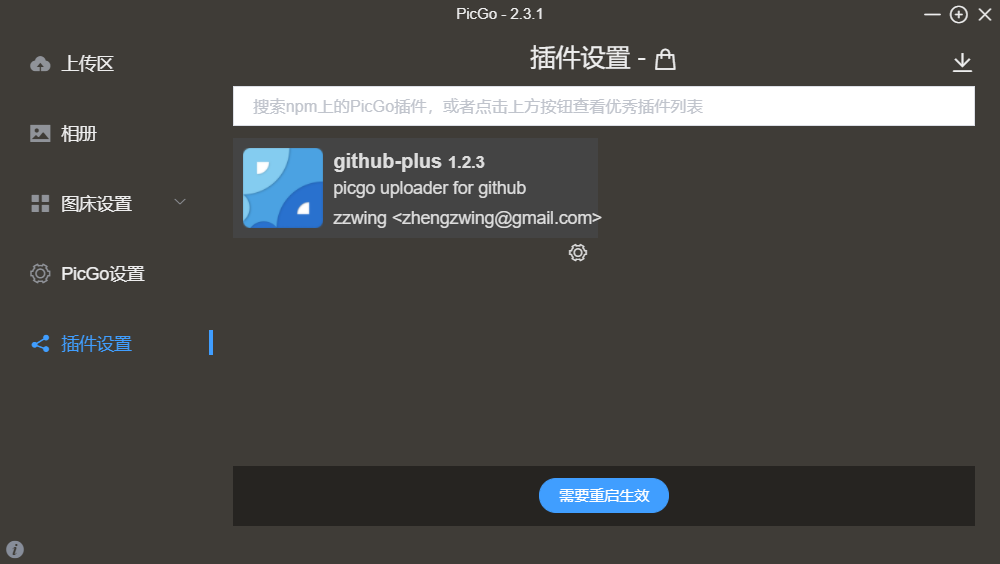 PicGo - 2.3.1
上传区
相册
图床设置
PicGo设置
插件设置
插件设置 -
搜索npm上的PicGo插件，或者点击上方按钮查看优秀插件列表
github-plus 1.2.3
picgo uploader for github
zzwing <zhengzwing@gmail.com>
需要重启生效